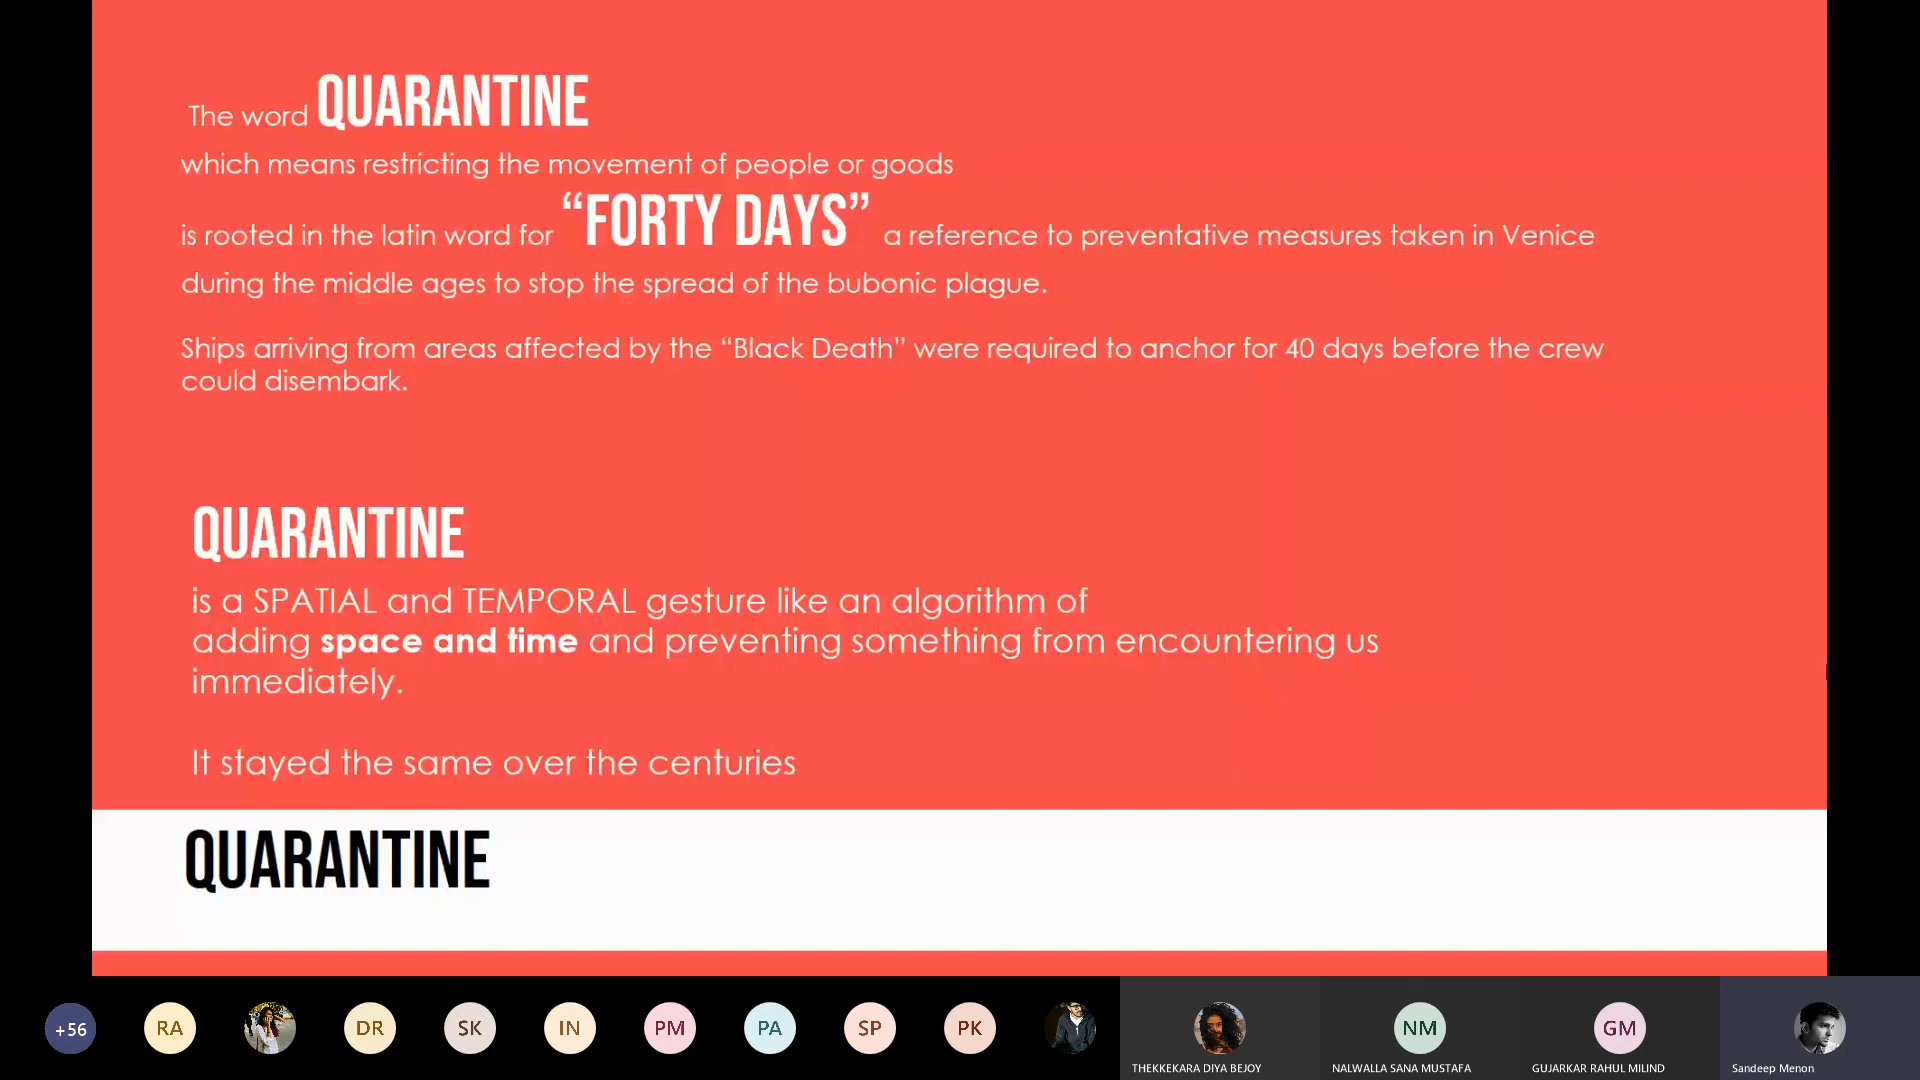 The word QUARANTINE
which means restricting the movement of people or goods
is rooted in the latin word for “FORTY DAYS” a reference to preventative measures taken in Venice
during the middle ages to stop the spread of the bubonic plague.
Ships arriving from areas affected by the “Black Death” were required to anchor for 40 days before the crew
could disembark.
QUARANTINE
is a SPATIAL and TEMPORAL gesture like an algorithm of
adding space and time and preventing something from encountering us
immediately.
It stayed the same over the centuries
QUARANTINE
+56 RA DR SK IN PM PA SP PK NM GM
THEKKEKARA DIYA BEJOY NALWALLA SANA MUSTAFA GUJARKAR RAHUL MILIND Sandeep Menon